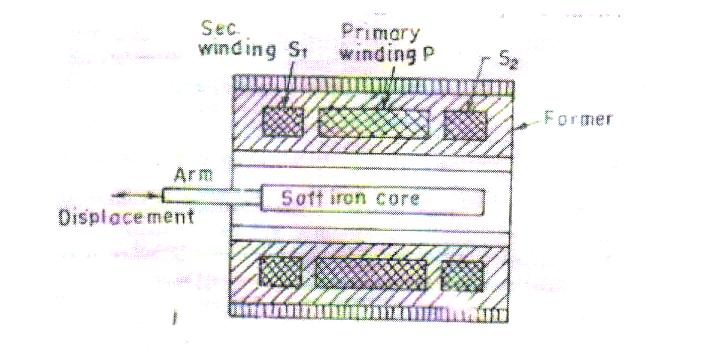 Sec.
winding S1
Primary
winding P
S2
Former
Arm
Soft iron core
Displacement